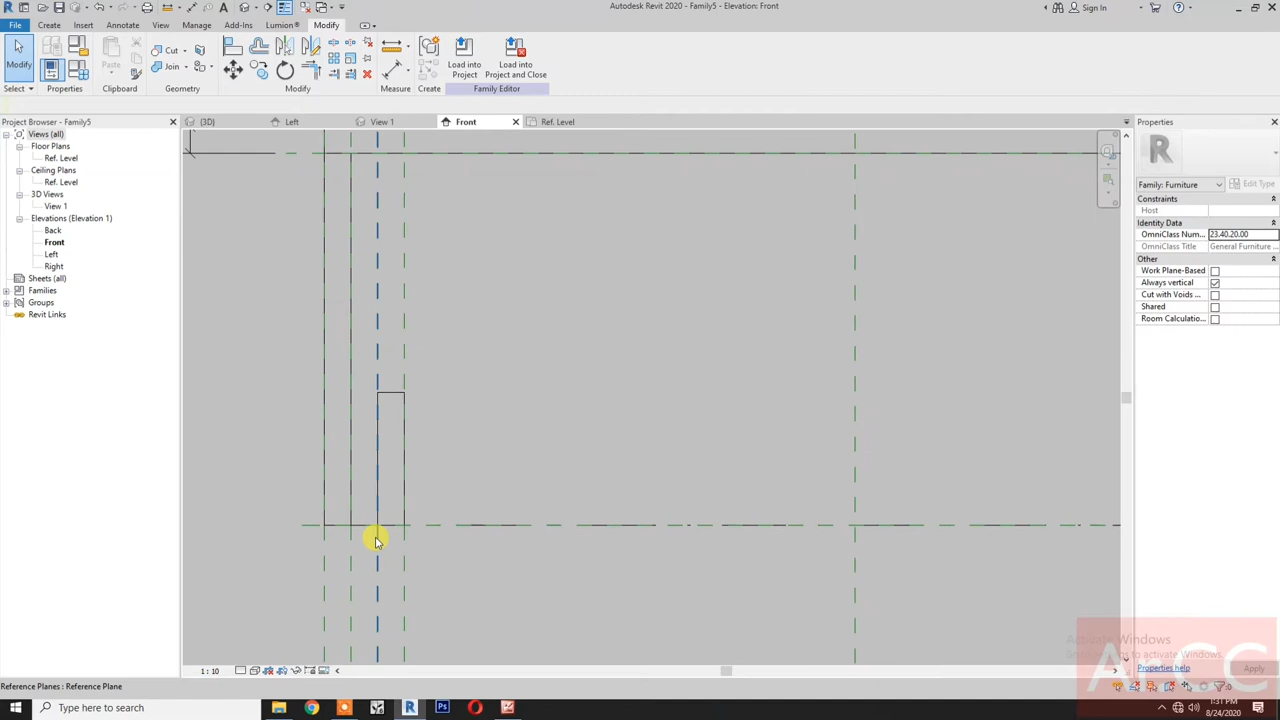 Autodesk Revit 2020 - Family5 - Elevation: Front
Sign In
File Create Insert Annotate View Manage Add-Ins Lumion® Modify
Modify
Paste
Cut
Join
Load into Project
Load into Project and Close
Select Properties Clipboard Geometry Modify Measure Create Family Editor
Project Browser - Family5
(3D) Left View 1 Front Ref. Level
Properties
Views (all)
Floor Plans
Ref. Level
Ceiling Plans
Ref. Level
3D Views
View 1
Elevations (Elevation 1)
Back
Front
Left
Right
Sheets (all)
Families
Groups
Revit Links
Family: Furniture
Edit Type
Constraints
Host
Identity Data
OmniClass Num... 23.40.20.00
OmniClass Title General Furniture ...
Other
Work Plane-Based
Always vertical
Cut with Voids ...
Shared
Room Calculatio...
Activate Windows
ARCC
Properties help
Apply
1 : 10
Reference Planes : Reference Plane
:0
Type here to search
1:31 PM
8/24/2020